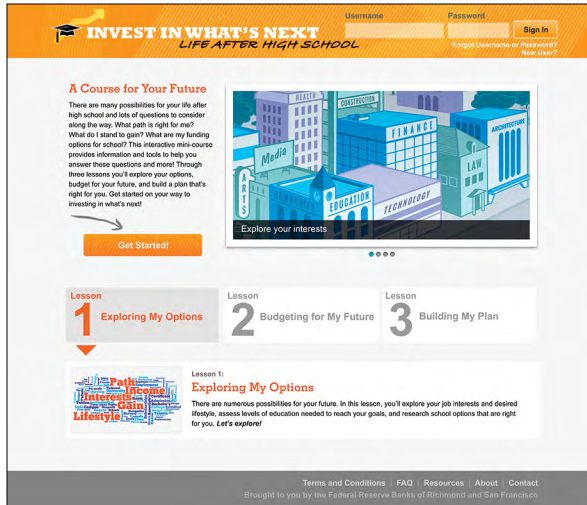 Username
Password
INVEST IN WHAT'S NEXT
LIFE AFTER HIGH SCHOOL
Sign In
Forgot Username or Password?
New User?
A Course for Your Future
There are many possibilities for your life after
high school and lots of questions to consider
along the way. What path is right for me?
What do I stand to gain? What are my funding
options for school? This interactive mini-course
provides information and tools to help you
answer those questions and more! Through
three lessons you'll explore your options,
budget for your future, and build a plan that's
right for you. Get started on your way to
investing in what's next!
Get Started!
HEALTH
CONSTRUCTION
FINANCE
ARCHITECTURE
Media
LAW
ARTS
COMMUNITY
EDUCATION
TECHNOLOGY
Explore your interests
Lesson
1 Exploring My Options
Lesson
2 Budgeting for My Future
Lesson
3 Building My Plan
Path
Income
Interests
Gain
Lifestyle
Lesson 1:
Exploring My Options
There are numerous possibilities for your future. In this lesson, you'll explore your job interests and desired
lifestyle, assess levels of education needed to reach your goals, and research school options that are right
for you. Let's explore!
Terms and Conditions | FAQ | Resources | About | Contact
Brought to you by the Federal Reserve Banks of Richmond and San Francisco